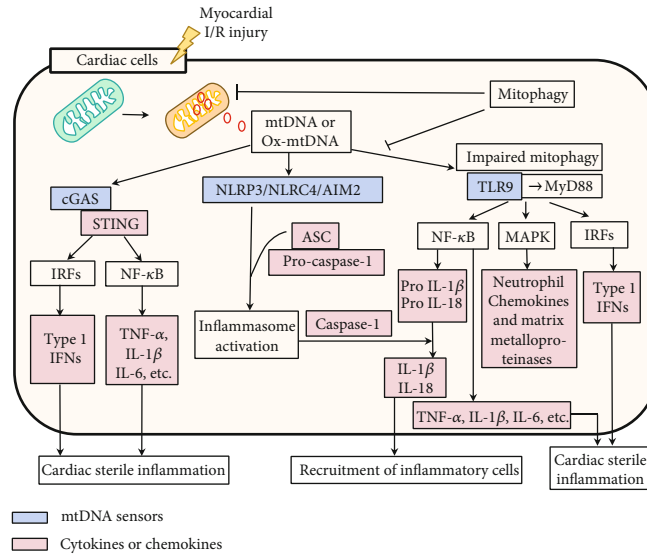 Myocardial
I/R injury
Cardiac cells
Mitophagy
mtDNA or
Ox-mtDNA
Impaired mitophagy
cGAS
STING
NLRP3/NLRC4/AIM2
TLR9
MyD88
ASC
Pro-caspase-1
NF-κB
MAPK
IRFs
IRFs
NF-κB
Pro IL-1β
Pro IL-18
Neutrophil
Chemokines
and matrix
metallopro-
teinases
Type 1
IFNs
Type 1
IFNs
TNF-α,
IL-1β
IL-6, etc.
Inflammasome
activation
Caspase-1
IL-1β
IL-18
TNF-α, IL-1β, IL-6, etc.
Cardiac sterile inflammation
Recruitment of inflammatory cells
Cardiac sterile
inflammation
mtDNA sensors
Cytokines or chemokines